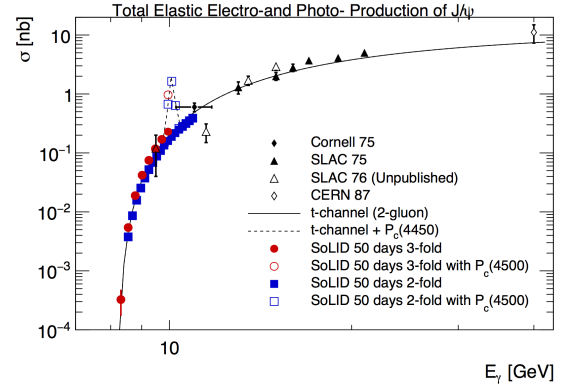 Total Elastic Electro-and Photo- Production of J/ψ
σ [nb]
10
1
10⁻¹
10⁻²
10⁻³
10⁻⁴
Cornell 75
SLAC 75
SLAC 76 (Unpublished)
CERN 87
t-channel (2-gluon)
t-channel + P_c(4450)
SoLID 50 days 3-fold
SoLID 50 days 3-fold with P_c(4500)
SoLID 50 days 2-fold
SoLID 50 days 2-fold with P_c(4500)
10
E_γ [GeV]